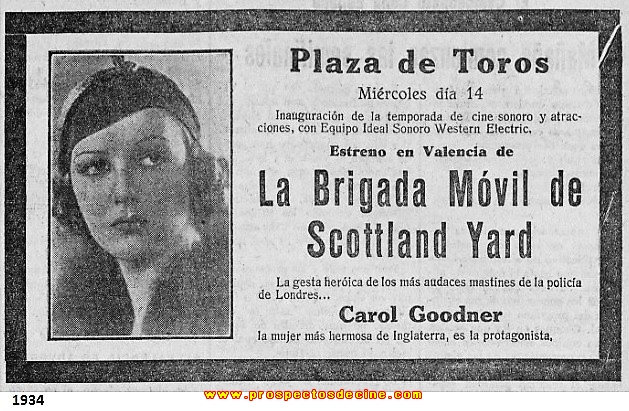 Plaza de Toros
Miércoles día 14
Inauguración de la temporada de cine sonoro y atrac-
ciones, con Equipo Ideal Sonoro Western Electric.
Estreno en Valencia de
La Brigada Móvil de
Scottland Yard
La gesta heróica de los más audaces mastines de la policía
de Londres...
Carol Goodner
la mujer más hermosa de Inglaterra, es la protagonista,
1934
www.prospectosdecine.com